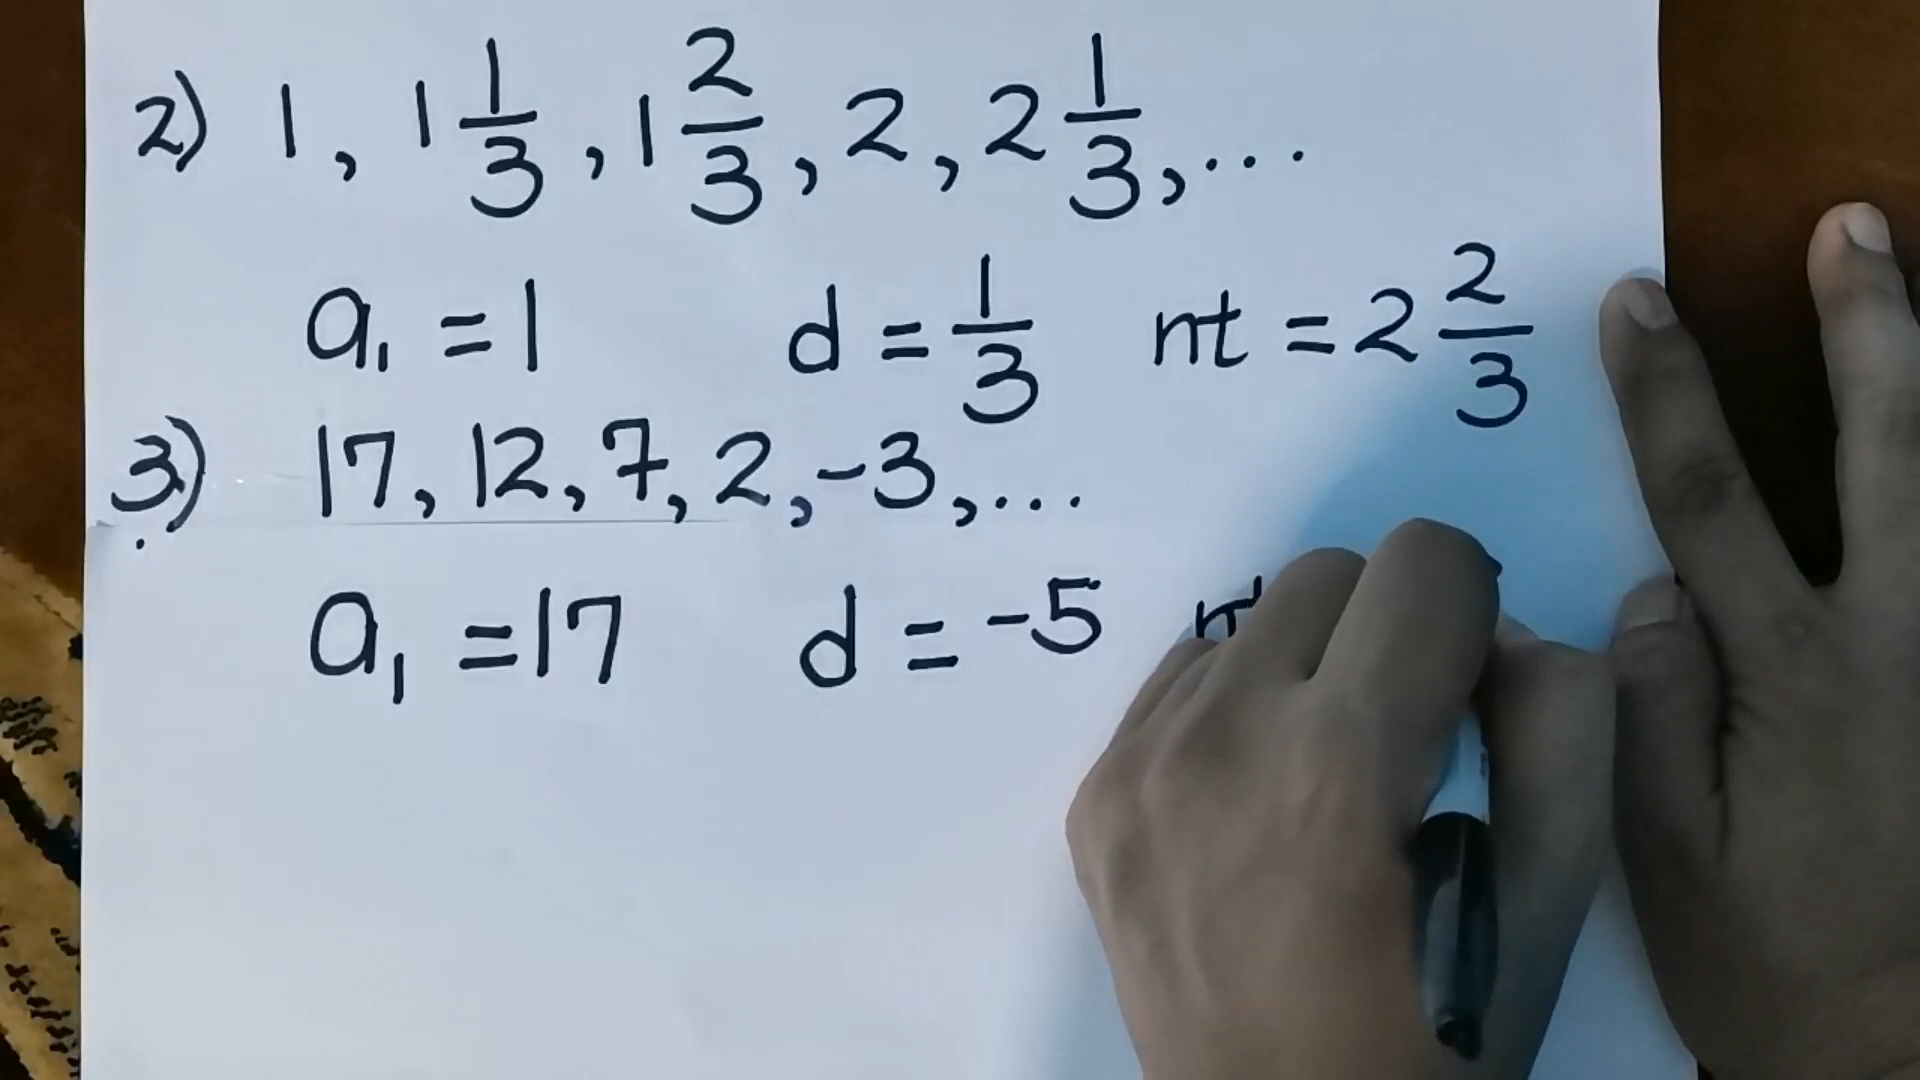 2) 1, 1 1/3, 1 2/3, 2, 2 1/3, ...
a₁ = 1 d = 1/3 nt = 2 2/3
3) 17, 12, 7, 2, -3, ...
a₁ = 17 d = -5